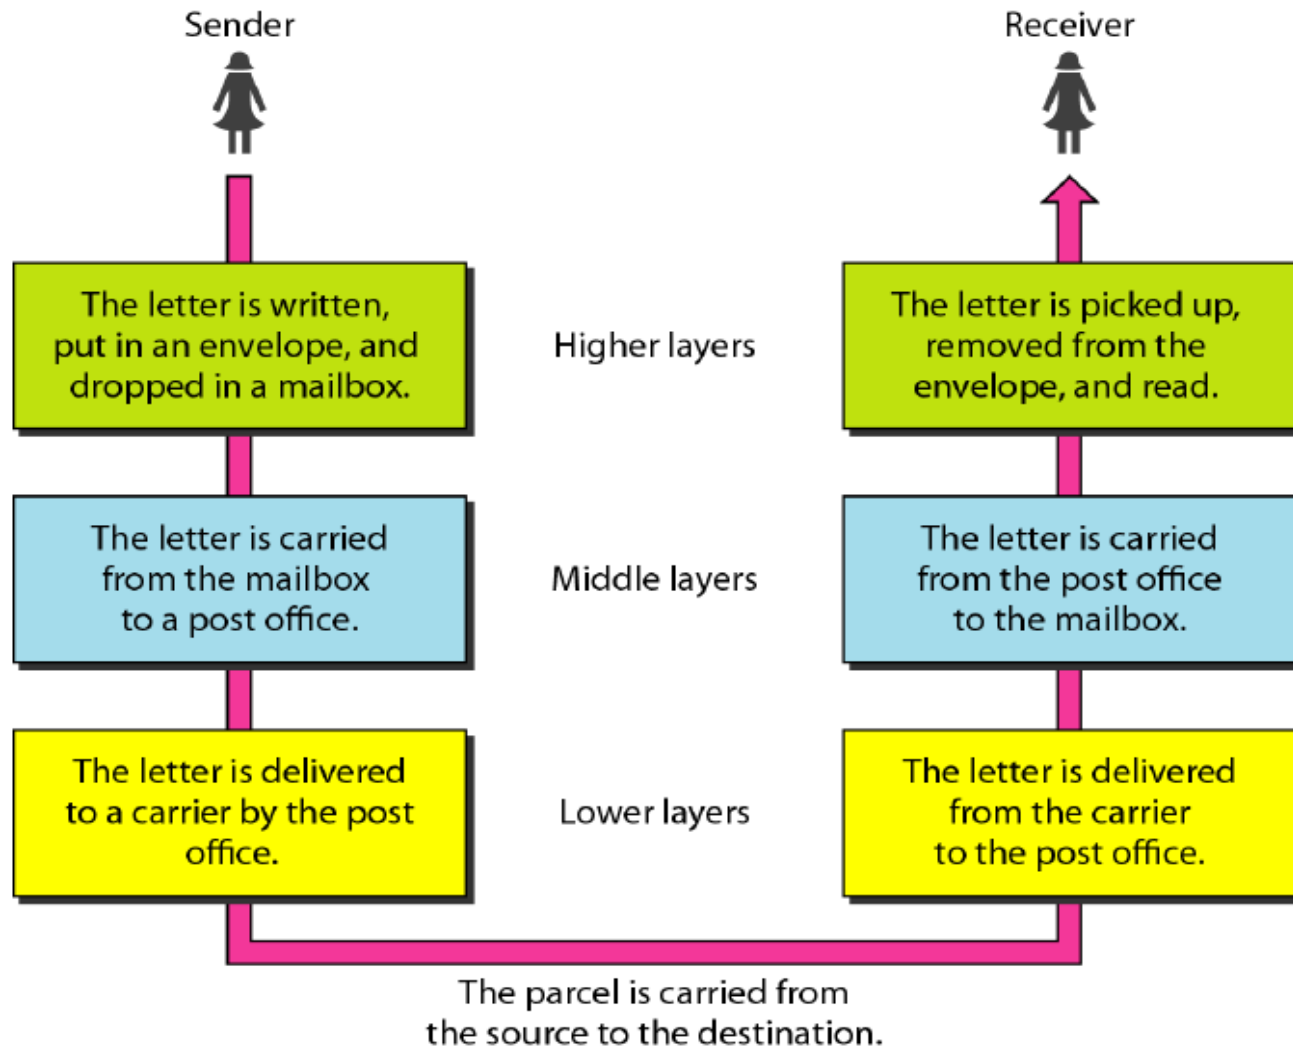 Sender
Receiver
The letter is written,
put in an envelope, and
dropped in a mailbox.
Higher layers
The letter is picked up,
removed from the
envelope, and read.
The letter is carried
from the mailbox
to a post office.
Middle layers
The letter is carried
from the post office
to the mailbox.
The letter is delivered
to a carrier by the post
office.
Lower layers
The letter is delivered
from the carrier
to the post office.
The parcel is carried from
the source to the destination.